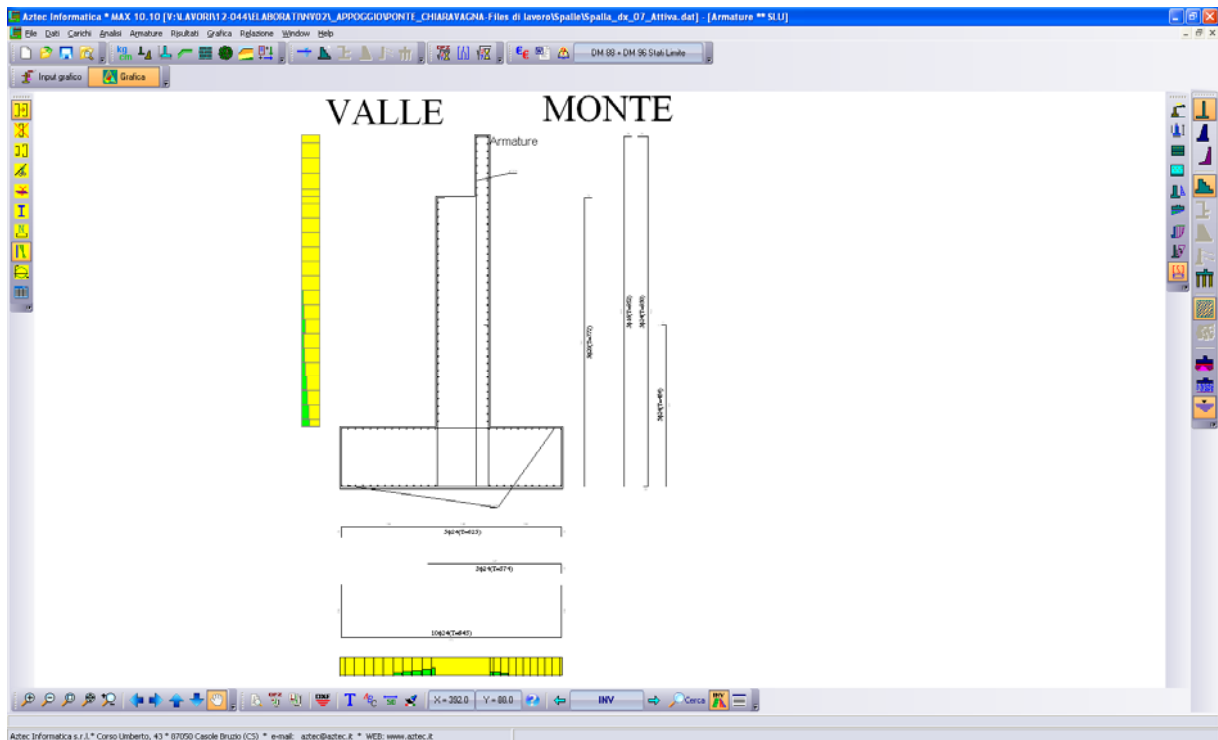 Aztec Informatica * MAX 10.10 [V:\LAVORI\12-044\ELABORATI\NV02\_APPOGGIO\PONTE_CHIARAVAGNA-Files di lavoro\Spalle\Spalla_dx_07_Attiva.dat] - [Armature ** SLU]
File Dati Carichi Analisi Armature Risultati Grafica Relazione Window Help
DM 88 + DM 96 Stati Limite
Input grafico Grafica
VALLE MONTE
Armature
X = 392.0 Y = 88.0 INV Cerca
Aztec Informatica s.r.l.* Corso Umberto, 43 * 87050 Casole Bruzio (CS) * e-mail: aztec@aztec.it * WEB: www.aztec.it